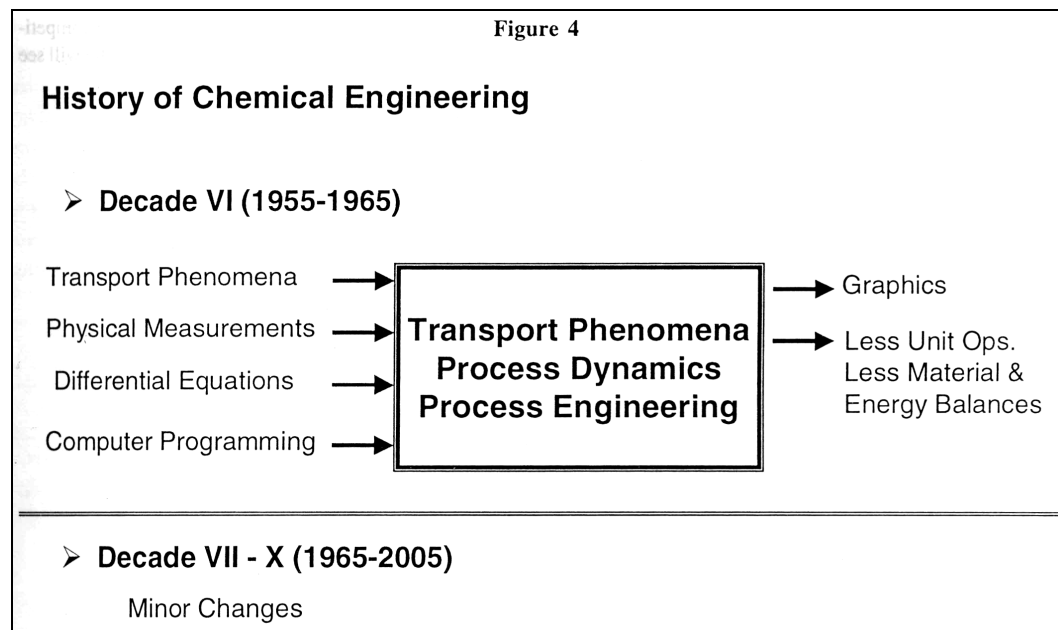 Figure 4
History of Chemical Engineering
➢ Decade VI (1955-1965)
Transport Phenomena
Physical Measurements
Differential Equations
Computer Programming
Transport Phenomena
Process Dynamics
Process Engineering
Graphics
Less Unit Ops.
Less Material &
Energy Balances
➢ Decade VII - X (1965-2005)
Minor Changes